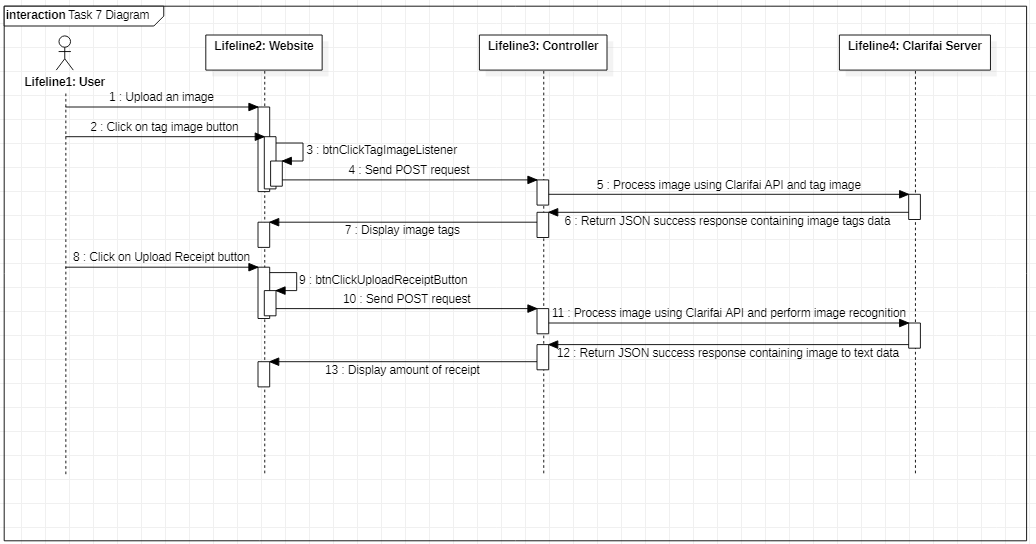 interaction Task 7 Diagram
Lifeline1: User
Lifeline2: Website
Lifeline3: Controller
Lifeline4: Clarifai Server
1 : Upload an image
2 : Click on tag image button
3 : btnClickTagImageListener
4 : Send POST request
5 : Process image using Clarifai API and tag image
6 : Return JSON success response containing image tags data
7 : Display image tags
8 : Click on Upload Receipt button
9 : btnClickUploadReceiptButton
10 : Send POST request
11 : Process image using Clarifai API and perform image recognition
12 : Return JSON success response containing image to text data
13 : Display amount of receipt